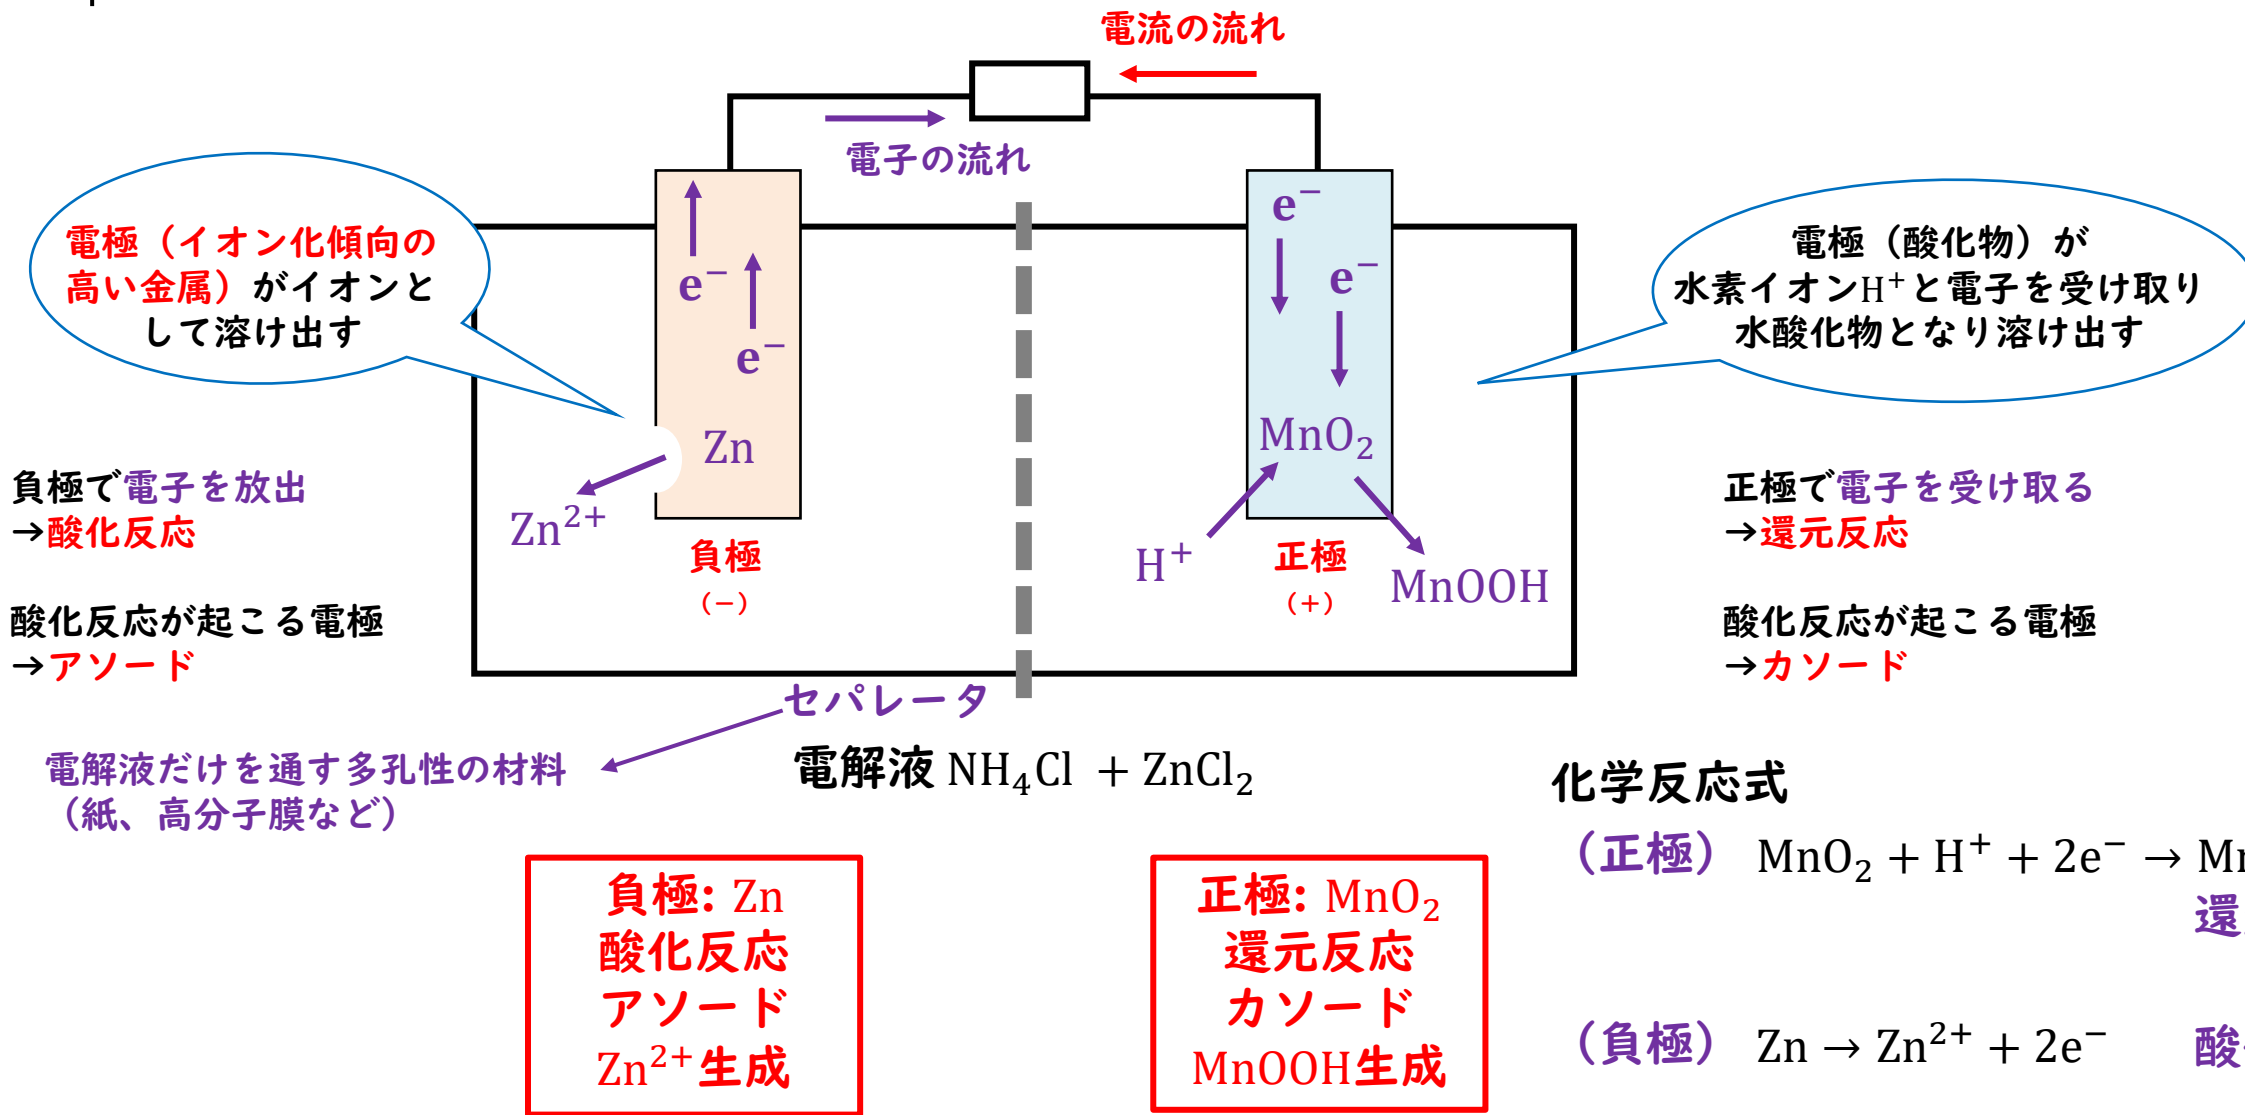 電流の流れ
電子の流れ
電極（イオン化傾向の
高い金属）がイオンと
して溶け出す
電極（酸化物）が
水素イオンH⁺と電子を受け取り
水酸化物となり溶け出す
e⁻
e⁻
Zn
Zn²⁺
負極
（−）
e⁻
e⁻
MnO₂
H⁺
MnOOH
正極
（+）
負極で電子を放出
→酸化反応
酸化反応が起こる電極
→アソード
正極で電子を受け取る
→還元反応
酸化反応が起こる電極
→カソード
セパレータ
電解液だけを通す多孔性の材料
（紙、高分子膜など）
電解液 NH₄Cl + ZnCl₂
負極: Zn
酸化反応
アソード
Zn²⁺生成
正極: MnO₂
還元反応
カソード
MnOOH生成
化学反応式
（正極） MnO₂ + H⁺ + 2e⁻ →
還
（負極） Zn → Zn²⁺ + 2e⁻ 酸